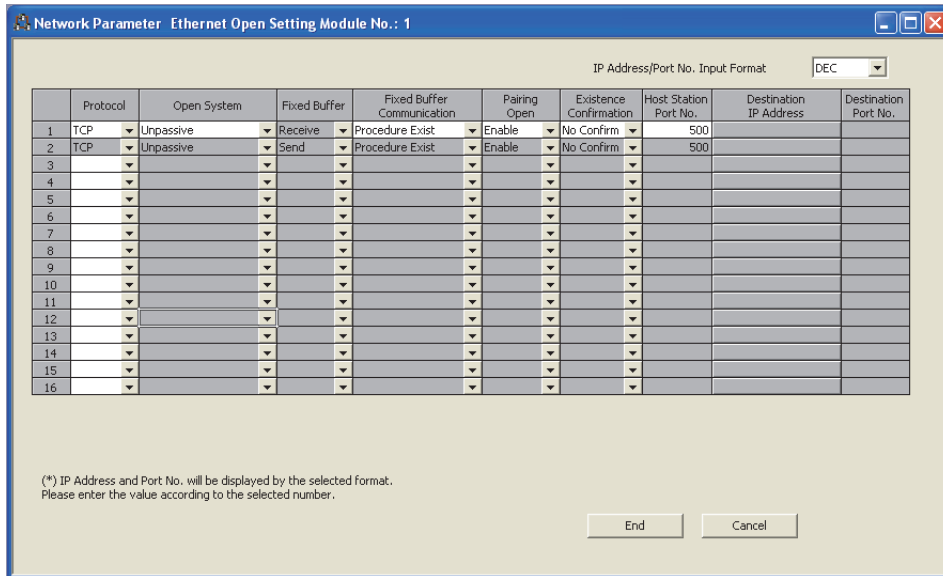 Network Parameter Ethernet Open Setting Module No.: 1
IP Address/Port No. Input Format DEC
Protocol Open System Fixed Buffer Fixed Buffer Communication Pairing Open Existence Confirmation Host Station Port No. Destination IP Address Destination Port No.
1 TCP Unpassive Receive Procedure Exist Enable No Confirm 500
2 TCP Unpassive Send Procedure Exist Enable No Confirm 500
3
4
5
6
7
8
9
10
11
12
13
14
15
16
(*) IP Address and Port No. will be displayed by the selected format.
Please enter the value according to the selected number.
End Cancel